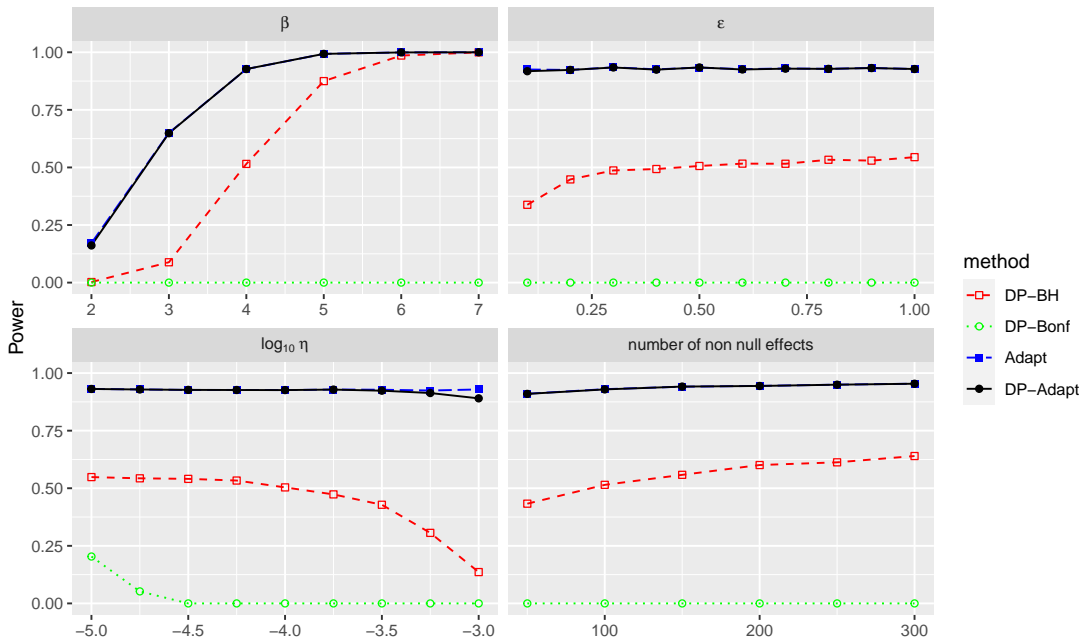 β
ε
1.00
0.75
0.50
0.25
0.00
2
3
4
5
6
7
0.25
0.50
0.75
1.00
Power
log₁₀ η
number of non null effects
1.00
0.75
0.50
0.25
0.00
−5.0
−4.5
−4.0
−3.5
−3.0
100
200
300
method
DP−BH
DP−Bonf
Adapt
DP−Adapt